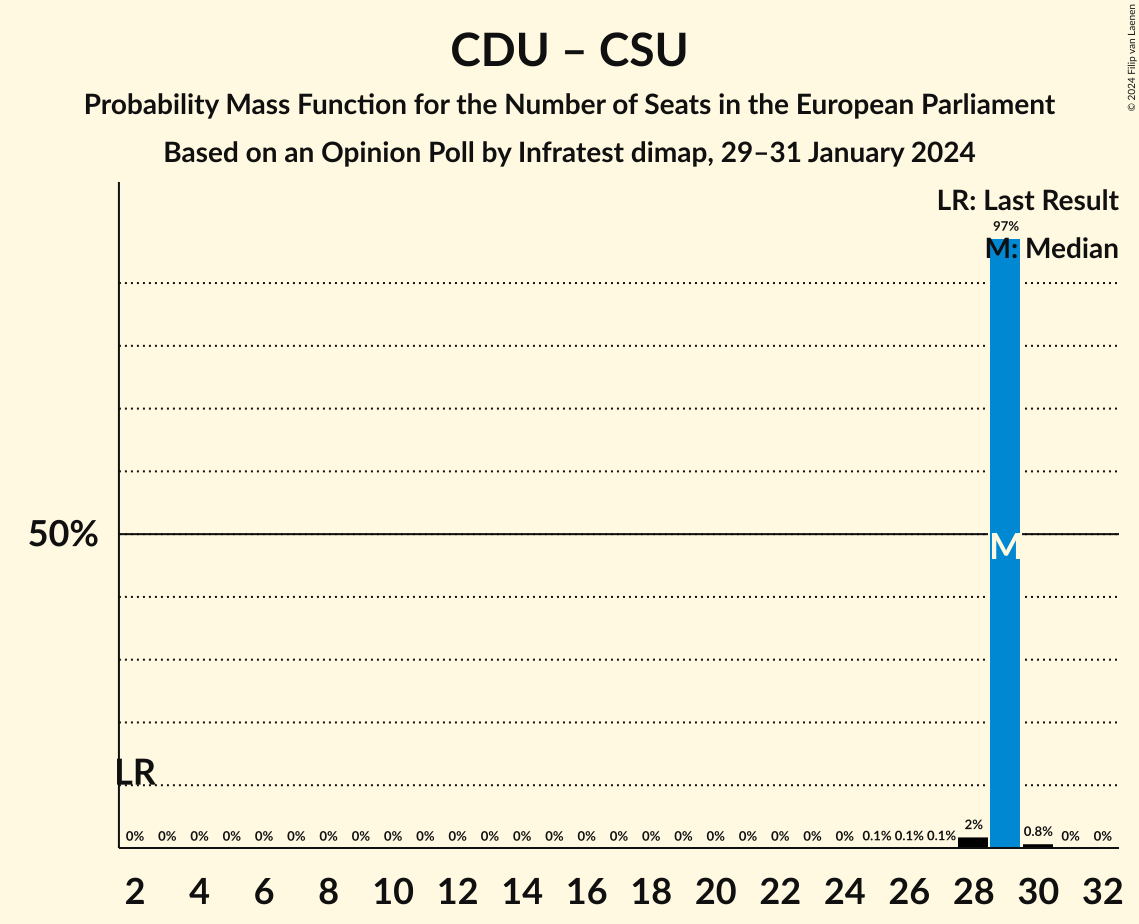 CDU – CSU
Probability Mass Function for the Number of Seats in the European Parliament
Based on an Opinion Poll by Infratest dimap, 29–31 January 2024
© 2024 Filip van Laenen
LR: Last Result
97%
M: Median
50%
M
LR
0% 0% 0% 0% 0% 0% 0% 0% 0% 0% 0% 0% 0% 0% 0% 0% 0% 0% 0% 0% 0% 0% 0% 0.1% 0.1% 0.1% 2% 0.8% 0% 0%
2 4 6 8 10 12 14 16 18 20 22 24 26 28 30 32